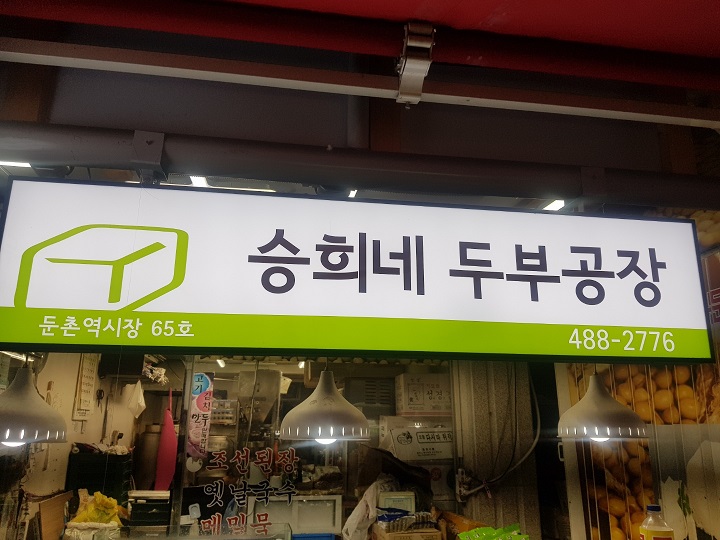 승희네 두부공장
둔촌역시장 65호
488-2776
조선된장
옛날국수
메밀묵